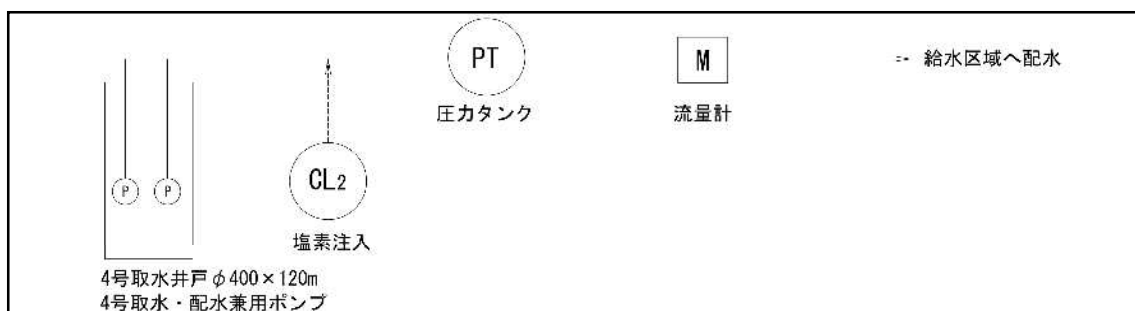 PT
M
給水区域へ配水
圧力タンク
流量計
P
P
CL₂
塩素注入
4号取水井戸φ400×120m
4号取水・配水兼用ポンプ